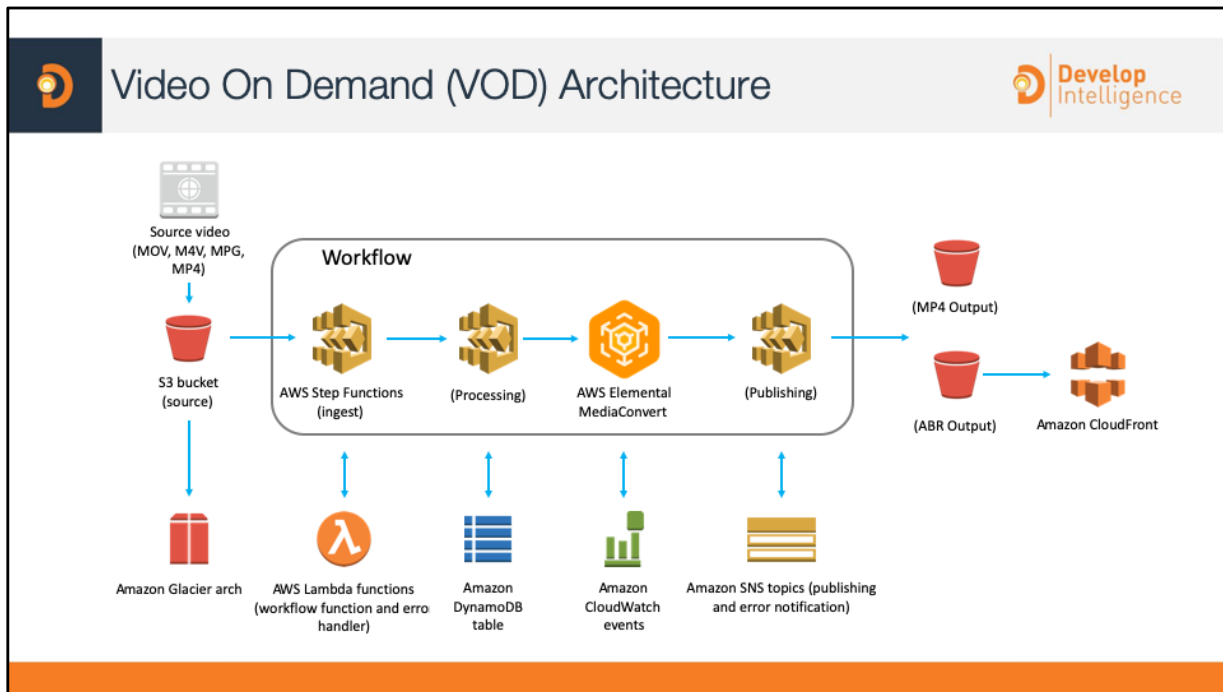 Video On Demand (VOD) Architecture
Develop
Intelligence
Source video
(MOV, M4V, MPG,
MP4)
Workflow
S3 bucket
(source)
AWS Step Functions
(ingest)
(Processing)
AWS Elemental
MediaConvert
(Publishing)
(MP4 Output)
(ABR Output)
Amazon CloudFront
Amazon Glacier arch
AWS Lambda functions
(workflow function and erro
handler)
Amazon
DynamoDB
table
Amazon
CloudWatch
events
Amazon SNS topics (publishing
and error notification)